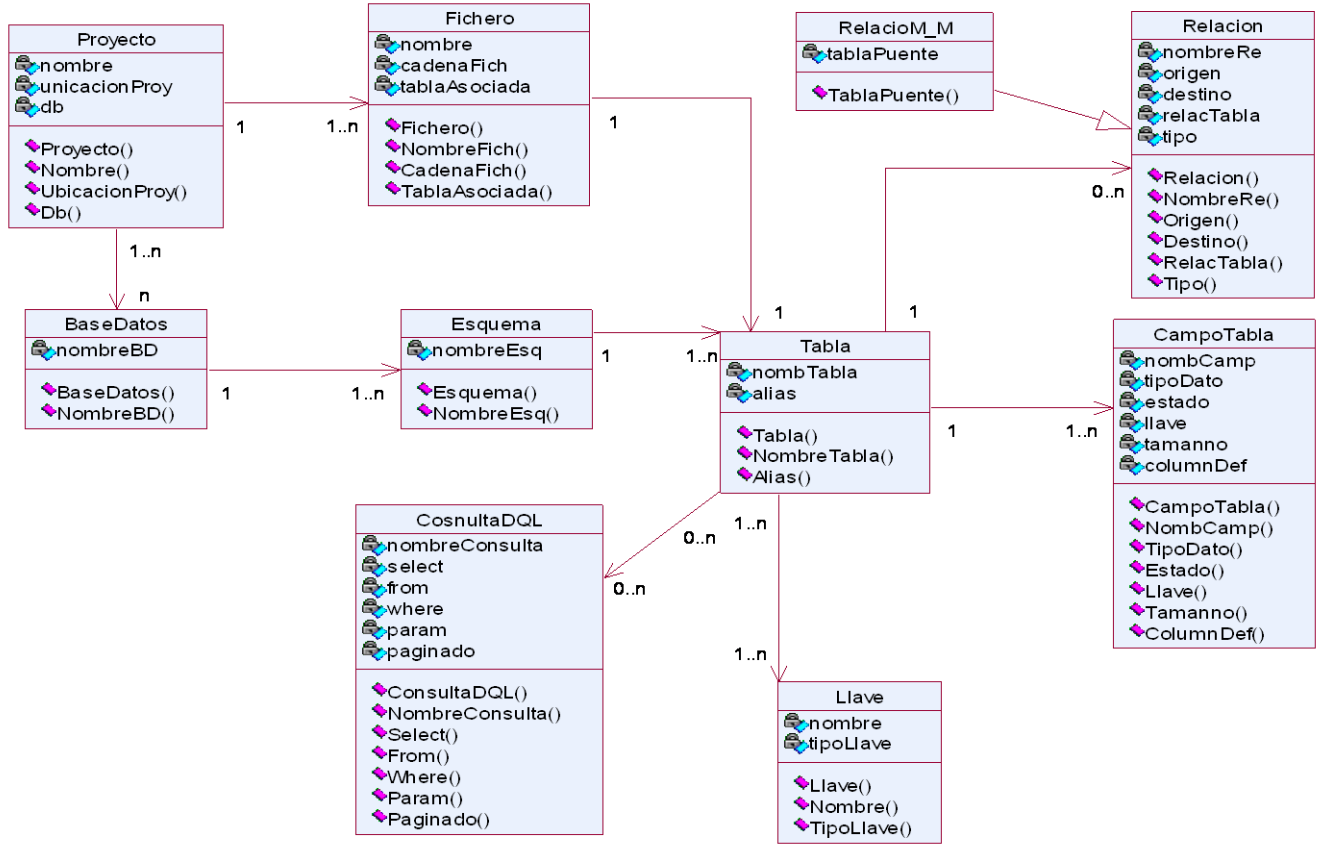 Proyecto
nombre
unicacionProy
db
Proyecto()
Nombre()
UbicacionProy()
Db()
1
1..n
Fichero
nombre
cadenaFich
tablaAsociada
Fichero()
NombreFich()
CadenaFich()
TablaAsociada()
1
1
RelacioM_M
tablaPuente
TablaPuente()
Relacion
nombreRe
origen
destino
relacTabla
tipo
Relacion()
NombreRe()
Origen()
Destino()
RelacTabla()
Tipo()
0..n
1
1..n
n
BaseDatos
nombreBD
BaseDatos()
NombreBD()
1
1..n
Esquema
nombreEsq
Esquema()
NombreEsq()
1
1..n
Tabla
nombTabla
alias
Tabla()
NombreTabla()
Alias()
1
1..n
CampoTabla
nombCamp
tipoDato
estado
llave
tamanno
columnDef
CampoTabla()
NombCamp()
TipoDato()
Estado()
Llave()
Tamanno()
ColumnDef()
0..n
0..n
CosnultaDQL
nombreConsulta
select
from
where
param
paginado
ConsultaDQL()
NombreConsulta()
Select()
From()
Where()
Param()
Paginado()
1..n
1..n
Llave
nombre
tipoLlave
Llave()
Nombre()
TipoLlave()